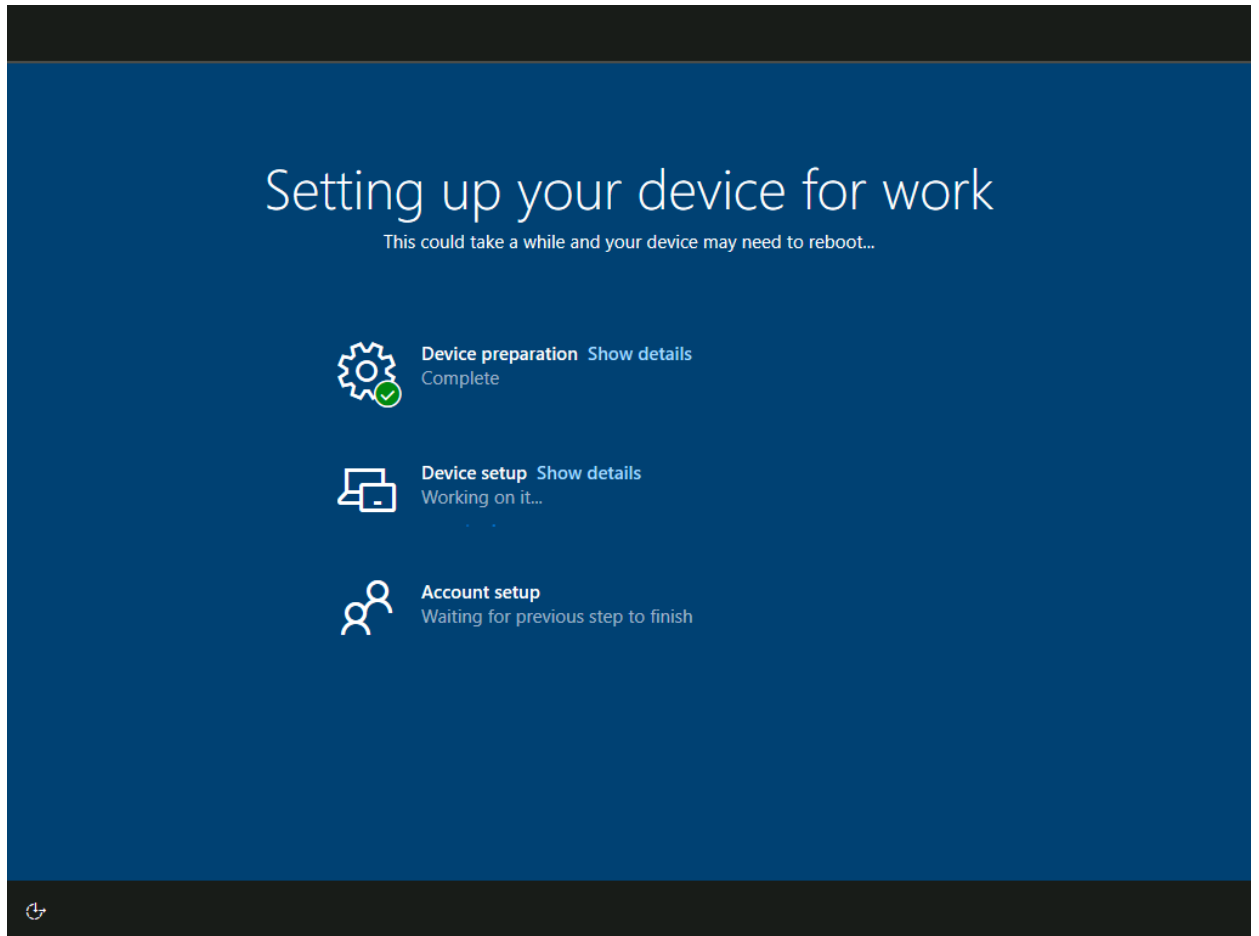 Setting up your device for work
This could take a while and your device may need to reboot...
Device preparation Show details
Complete
Device setup Show details
Working on it...
Account setup
Waiting for previous step to finish